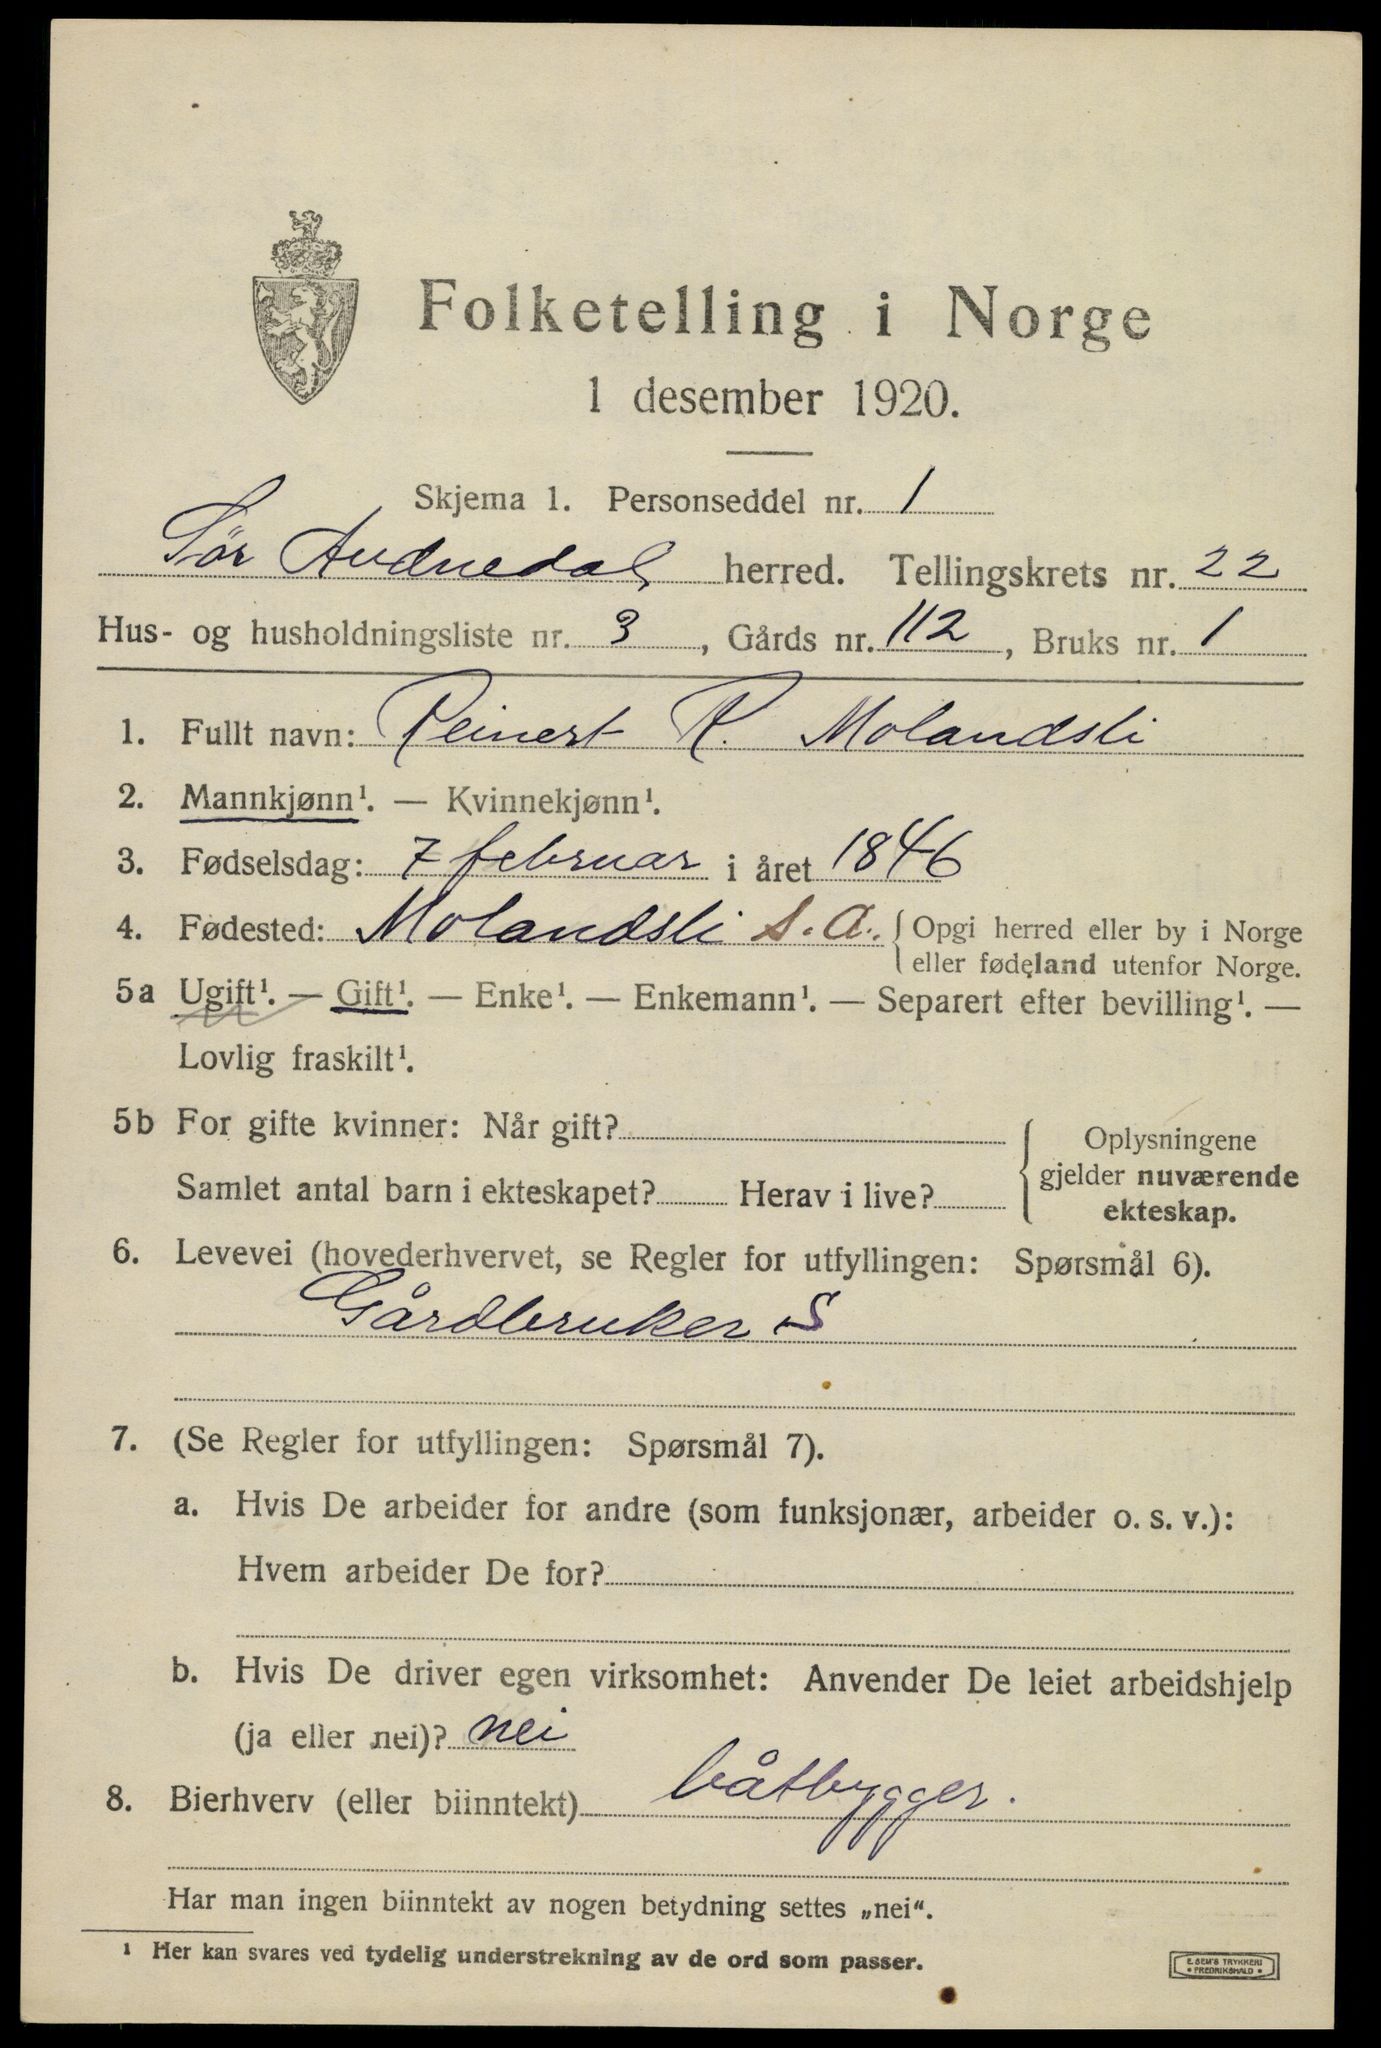 Folketelling i Norge
1 desember 1920.
Skjema 1. Personseddel nr. 1
Sør Audnedal herred. Tellingskrets nr. 22
Hus- og husholdningsliste nr. 3, Gårds nr. 112, Bruks nr. 1
1. Fullt navn: Reinert R. Molandsli
2. Mannkjønn¹. — Kvinnekjønn¹.
3. Fødselsdag: 7 februar i året 1846
4. Fødested: Molandsli S. A. { Opgi herred eller by i Norge
eller fødeland utenfor Norge.
5a Ugift¹. — Gift¹. — Enke¹. — Enkemann¹. — Separert efter bevilling¹. —
Lovlig fraskilt¹.
5b For gifte kvinner: Når gift?
Samlet antal barn i ekteskapet? Herav i live?
{ Oplysningene
gjelder nuværende
ekteskap.
6. Levevei (hovederhvervet, se Regler for utfyllingen: Spørsmål 6).
Gårdbruker S
7. (Se Regler for utfyllingen: Spørsmål 7).
a. Hvis De arbeider for andre (som funksjonær, arbeider o. s. v.):
Hvem arbeider De for?
b. Hvis De driver egen virksomhet: Anvender De leiet arbeidshjelp
(ja eller nei)? nei
8. Bierhverv (eller biinntekt) båtbygger.
Har man ingen biinntekt av nogen betydning settes „nei“.
¹ Her kan svares ved tydelig understrekning av de ord som passer.
E. SEM'S TRYKKERI
* FREDRIKSHALD *